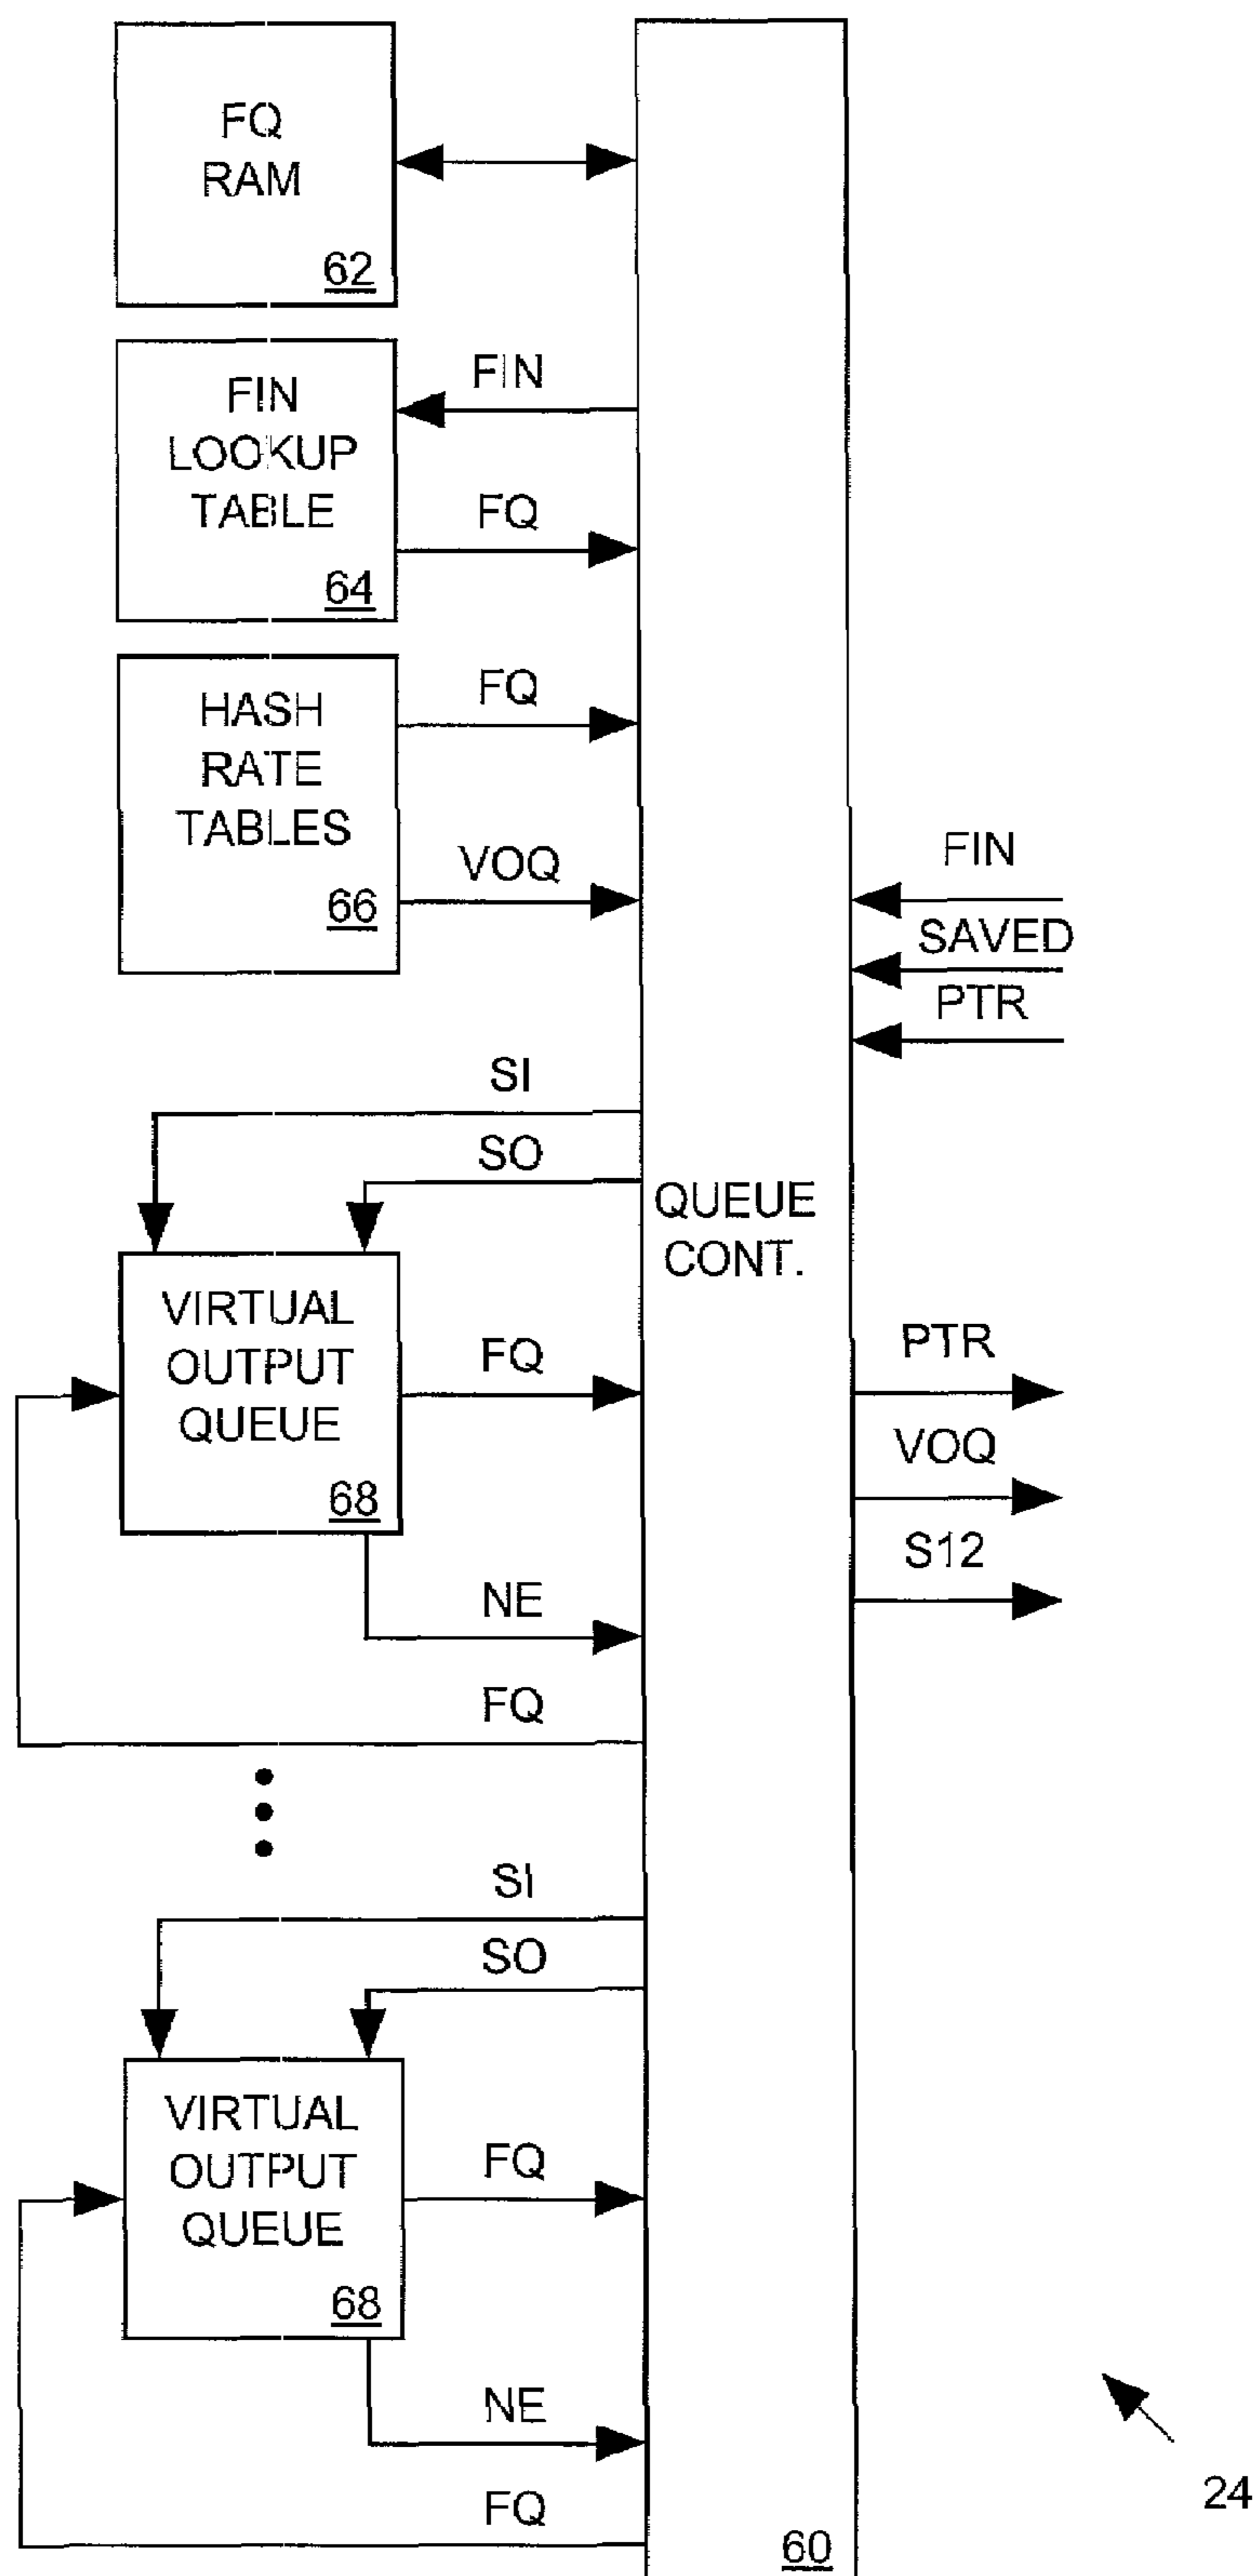 FQ
RAM
62
FIN
LOOKUP
TABLE
64
FIN
FQ
HASH
RATE
TABLES
66
FQ
VOQ
FIN
SAVED
PTR
SI
SO
QUEUE
CONT.
VIRTUAL
OUTPUT
QUEUE
68
FQ
NE
FQ
PTR
VOQ
S12
SI
SO
VIRTUAL
OUTPUT
QUEUE
68
FQ
NE
FQ
60
24